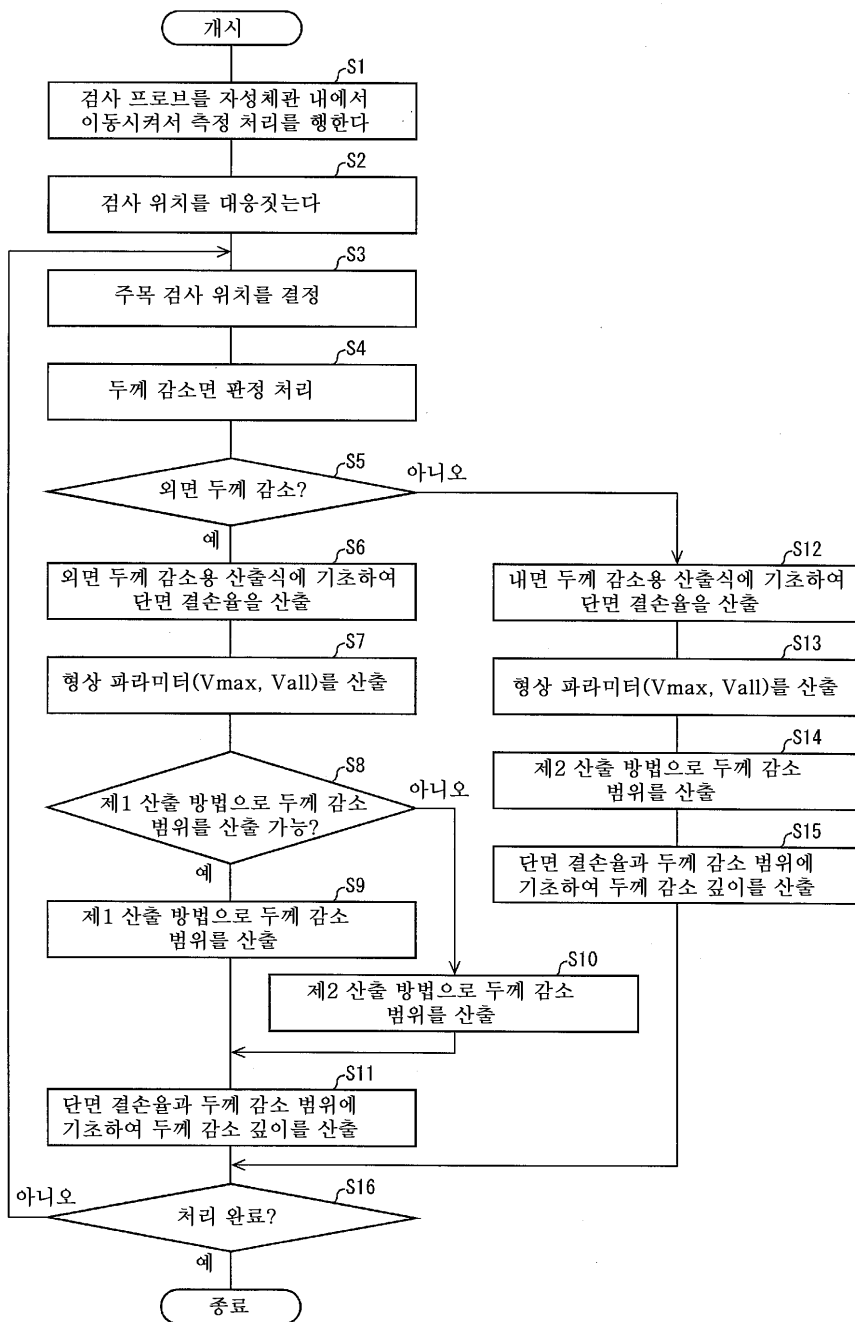 개시
S1
검사 프로브를 자성체관 내에서
이동시켜서 측정 처리를 행한다
S2
검사 위치를 대응짓는다
S3
주목 검사 위치를 결정
S4
두께 감소면 판정 처리
S5
외면 두께 감소?
아니오
예
S6
외면 두께 감소용 산출식에 기초하여
단면 결손율을 산출
S7
형상 파라미터(Vmax, Vall)를 산출
S8
제1 산출 방법으로 두께 감소
범위를 산출 가능?
아니오
예
S9
제1 산출 방법으로 두께 감소
범위를 산출
S10
제2 산출 방법으로 두께 감소
범위를 산출
S11
단면 결손율과 두께 감소 범위에
기초하여 두께 감소 깊이를 산출
S12
내면 두께 감소용 산출식에 기초하여
단면 결손율을 산출
S13
형상 파라미터(Vmax, Vall)를 산출
S14
제2 산출 방법으로 두께 감소
범위를 산출
S15
단면 결손율과 두께 감소 범위에
기초하여 두께 감소 깊이를 산출
S16
처리 완료?
아니오
예
종료